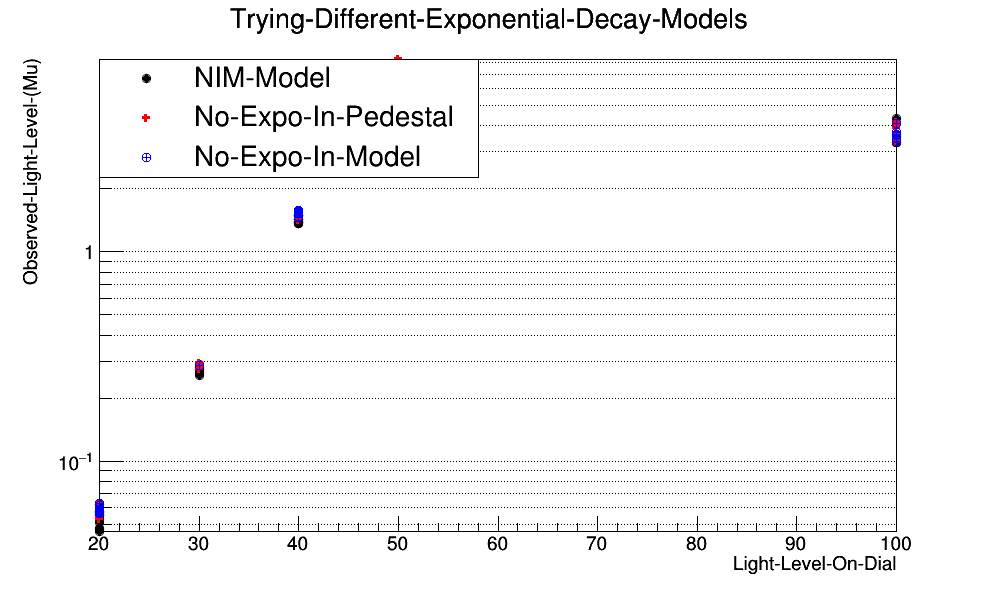 Trying-Different-Exponential-Decay-Models
Observed-Light-Level-(Mu)
NIM-Model
No-Expo-In-Pedestal
No-Expo-In-Model
1
10⁻¹
20 30 40 50 60 70 80 90 100
Light-Level-On-Dial